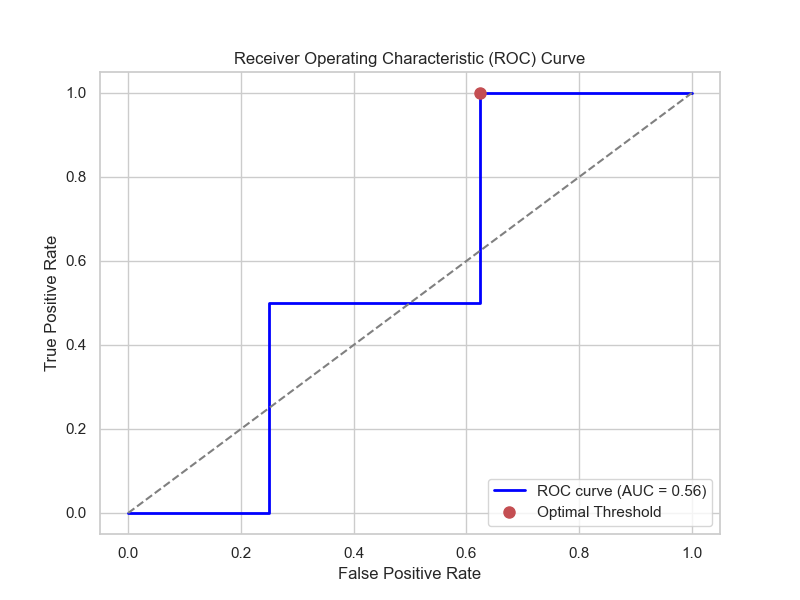 Receiver Operating Characteristic (ROC) Curve
1.0
0.8
0.6
0.4
0.2
0.0
True Positive Rate
ROC curve (AUC = 0.56)
Optimal Threshold
0.0 0.2 0.4 0.6 0.8 1.0
False Positive Rate